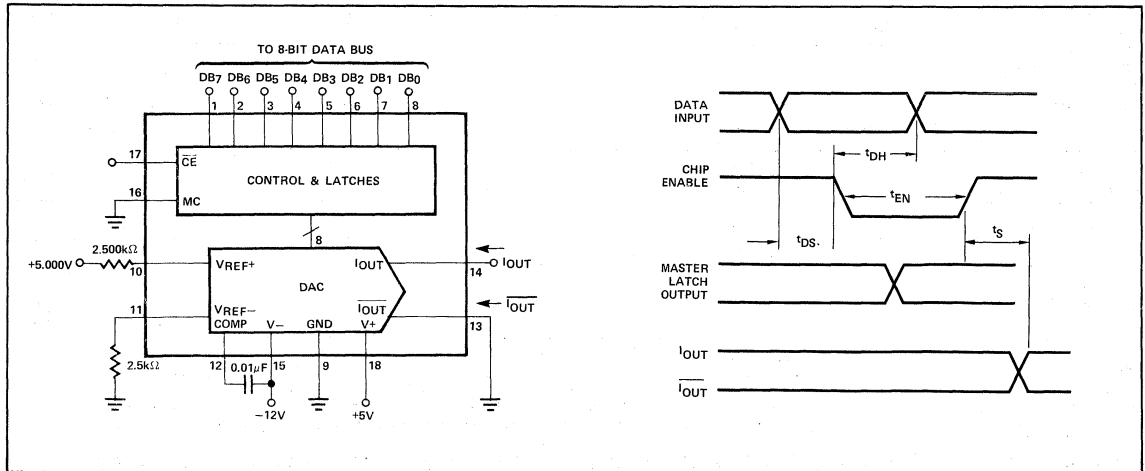 TO 8-BIT DATA BUS
DB7 DB6 DB5 DB4 DB3 DB2 DB1 DB0
1 2 3 4 5 6 7 8
17 CE
16 MC
CONTROL & LATCHES
8
+5.000V 2.500kΩ 10 VREF+ IOUT 14 IOUT
DAC
11 VREF− IOUT 13 IOUT
COMP V− GND V+
12 15 9 18
2.5kΩ 0.01μF
−12V +5V
DATA INPUT
tDH
CHIP ENABLE
tEN
tDS.
tS
MASTER LATCH OUTPUT
IOUT
IOUT